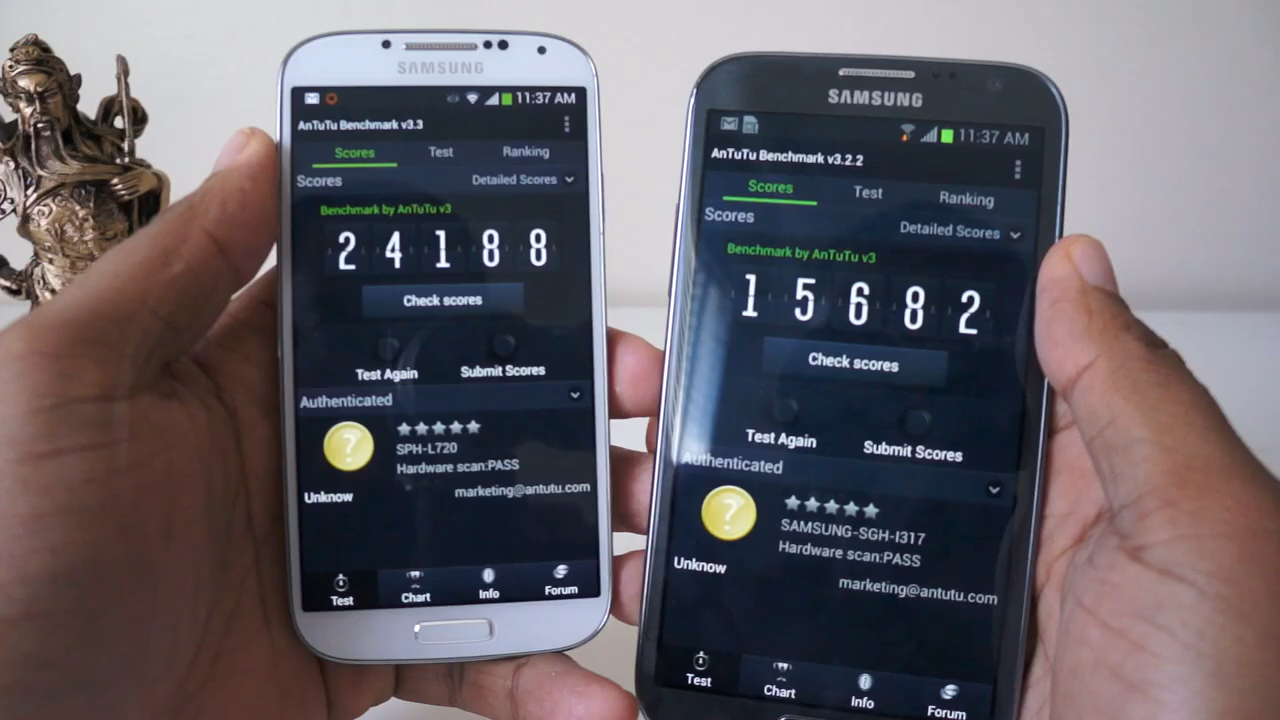 SAMSUNG
11:37 AM
AnTuTu Benchmark v3.3
Scores Test Ranking
Scores Detailed Scores
Benchmark by AnTuTu v3
24188
Check scores
Test Again Submit Scores
Authenticated
?
SPH-L720
Hardware scan:PASS
Unknow
marketing@antutu.com
Test Chart Info Forum
SAMSUNG
11:37 AM
AnTuTu Benchmark v3.2.2
Scores Test Ranking
Scores Detailed Scores
Benchmark by AnTuTu v3
15682
Check scores
Test Again Submit Scores
Authenticated
?
SAMSUNG-SGH-I317
Hardware scan:PASS
Unknow
marketing@antutu.com
Test Chart Info Forum